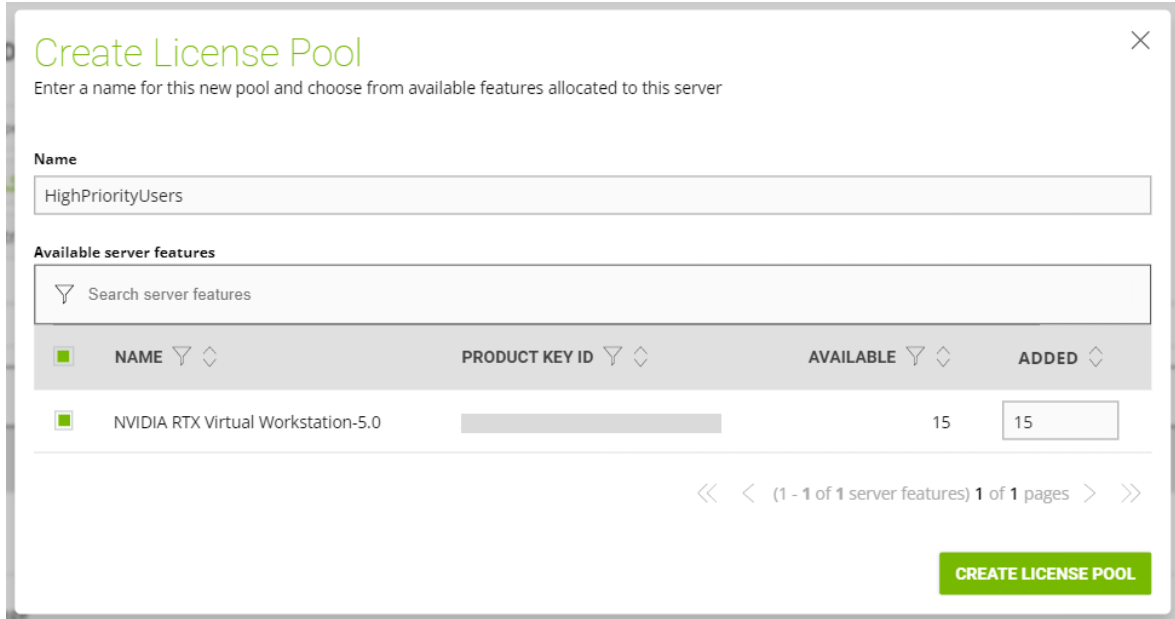 Create License Pool
Enter a name for this new pool and choose from available features allocated to this server
Name
HighPriorityUsers
Available server features
Search server features
NAME PRODUCT KEY ID AVAILABLE ADDED
NVIDIA RTX Virtual Workstation-5.0 15 15
(1 - 1 of 1 server features) 1 of 1 pages
CREATE LICENSE POOL